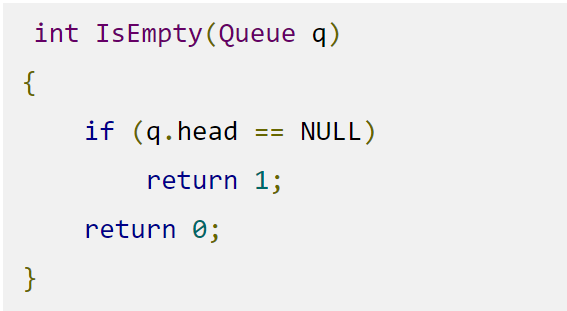 int IsEmpty(Queue q)
{
    if (q.head == NULL)
        return 1;
    return 0;
}